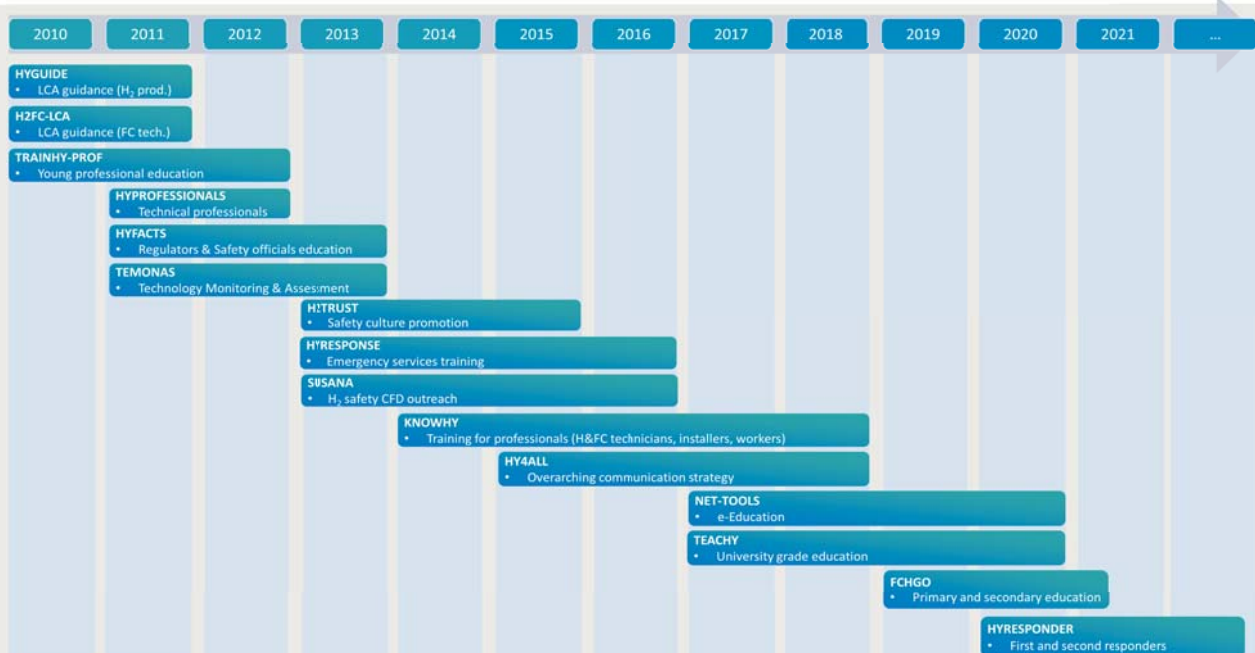 2010 2011 2012 2013 2014 2015 2016 2017 2018 2019 2020 2021 ...
HYGUIDE
• LCA guidance (H₂ prod.)
H2FC-LCA
• LCA guidance (FC tech.)
TRAINHY-PROF
• Young professional education
HYPROFESSIONALS
• Technical professionals
HYFACTS
• Regulators & Safety officials education
TEMONAS
• Technology Monitoring & Assessment
H2TRUST
• Safety culture promotion
HYRESPONSE
• Emergency services training
SUSANA
• H₂ safety CFD outreach
KNOWHY
• Training for professionals (H&FC technicians, installers, workers)
HY4ALL
• Overarching communication strategy
NET-TOOLS
• e-Education
TEACHY
• University grade education
FCHGO
• Primary and secondary education
HYRESPONDER
• First and second responders